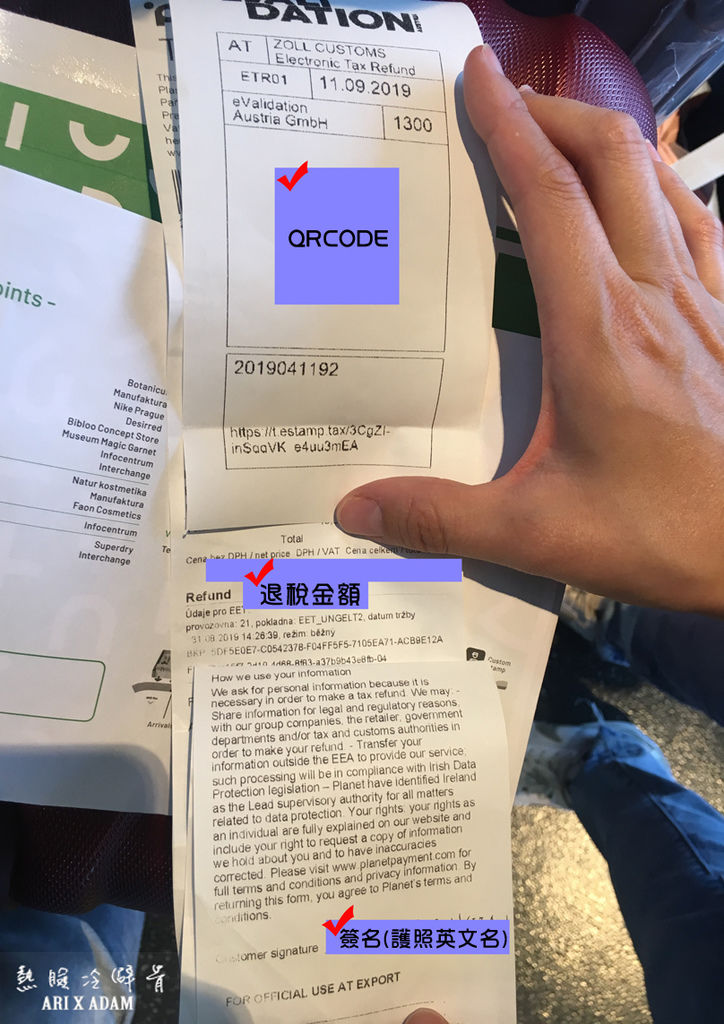 DATION
AT
ZOLL CUSTOMS
Electronic Tax Refund
ETR01
11.09.2019
eValidation
Austria GmbH
1300
QRCODE
2019041192
https://t.estamp.tax/3CgZl-
inSqaVK e4uu3mEA
oints -
Botanicu
Manufaktura
Nike Prague
Desirred
Bibloo Concept Store
Museum Magic Garnet
Infocentrum
Interchange
Natur kostmetika
Manufaktura
Faon Cosmetics
Infocentrum
Superdry
Interchange
Total
Cena bez DPH / net price DPH / VAT Cena celkem / tota
Refund
退稅金額
Údaje pro EET
provozovna: 21, pokladna: EET_UNGELT2, datum tržby
31.08.2019 14:26:39, režim: běžný
BKP: 5DF5E0E7-C0542378-F04FF5F5-7105EA71-ACB9E12A
Custom
stamp
Arrival
How we use your information
We ask for personal information because it is
necessary in order to make a tax refund. We may: -
Share information for legal and regulatory reasons,
with our group companies, the retailer, government
departments and/or tax and customs authorities in
order to make your refund. - Transfer your
information outside the EEA to provide our service;
such processing will be in compliance with Irish Data
Protection legislation – Planet have identified Ireland
as the Lead supervisory authority for all matters
related to data protection. Your rights: your rights as
an individual are fully explained on our website and
include your right to request a copy of information
we hold about you and to have inaccuracies
corrected. Please visit www.planetpayment.com for
full terms and conditions and privacy information. By
returning this form, you agree to Planet's terms and
conditions.
Customer signature
簽名(護照英文名)
FOR OFFICIAL USE AT EXPORT
熱賊冷僻骨
ARI X ADAM